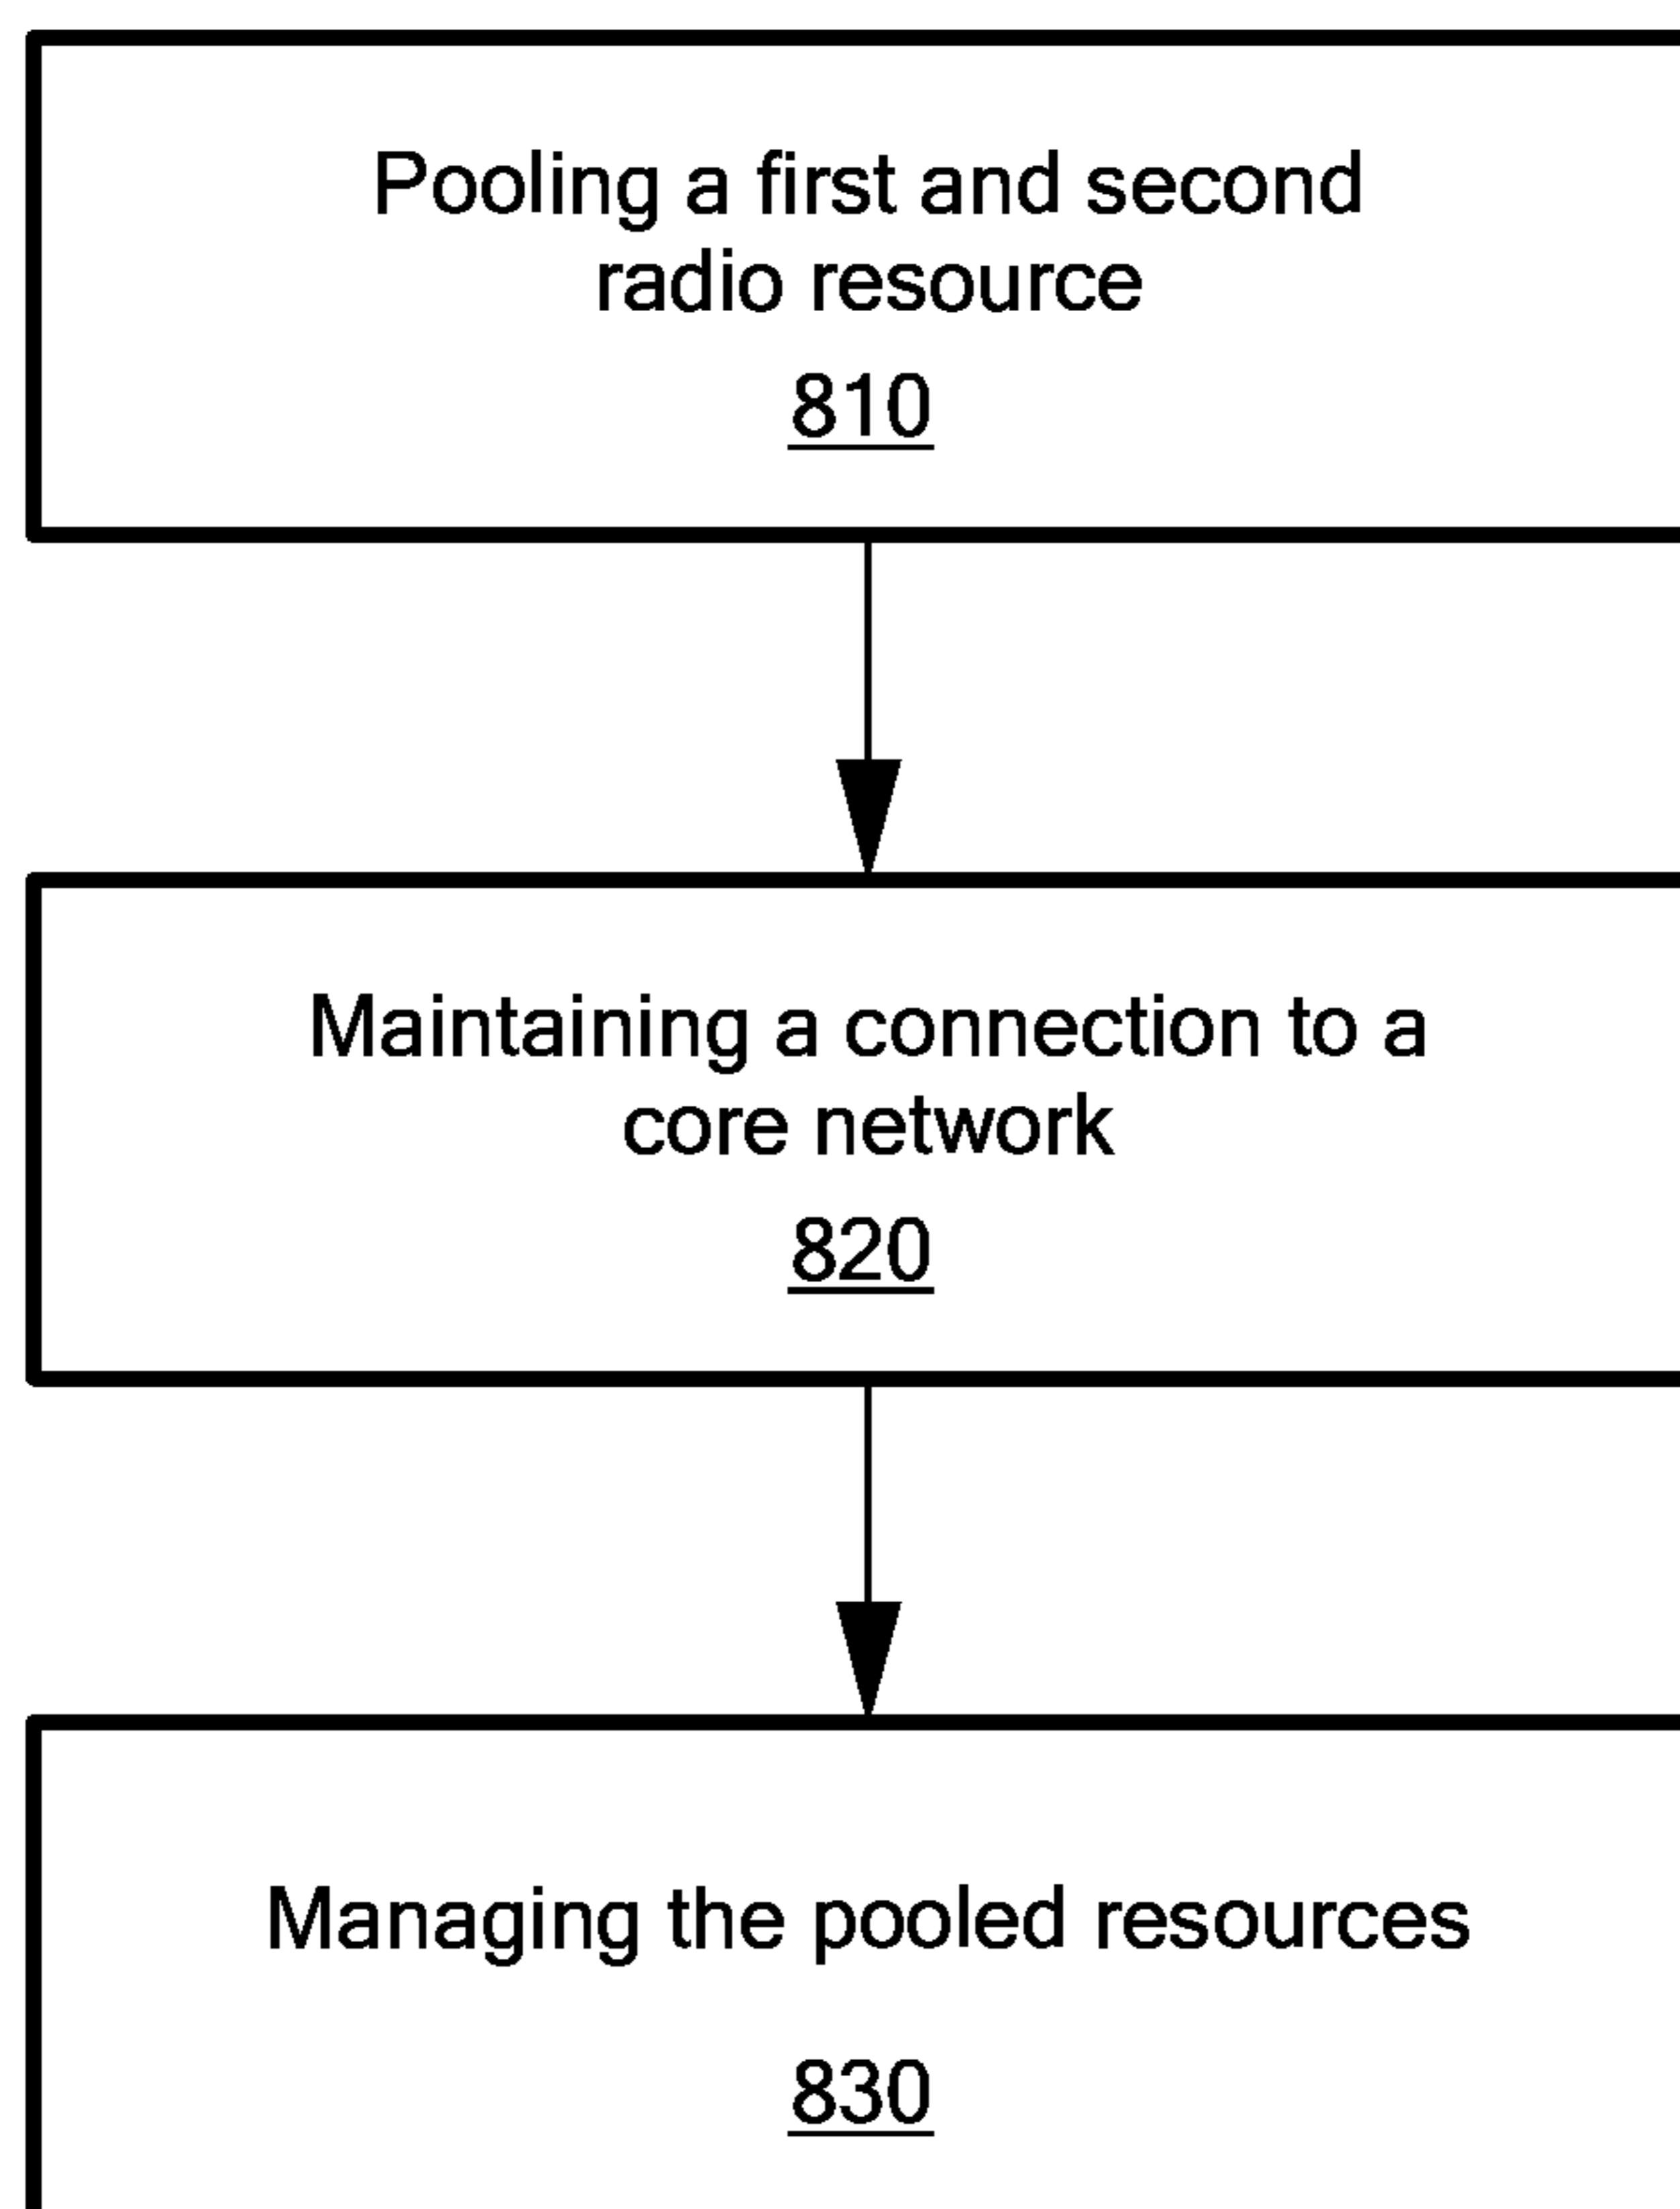 Pooling a first and second
radio resource
810
Maintaining a connection to a
core network
820
Managing the pooled resources
830